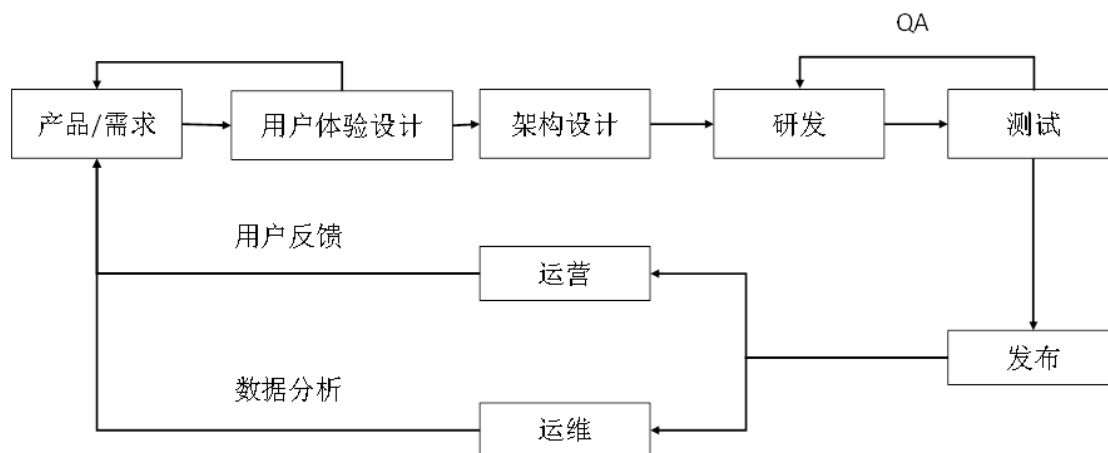 QA
产品/需求
用户体验设计
架构设计
研发
测试
用户反馈
运营
发布
数据分析
运维